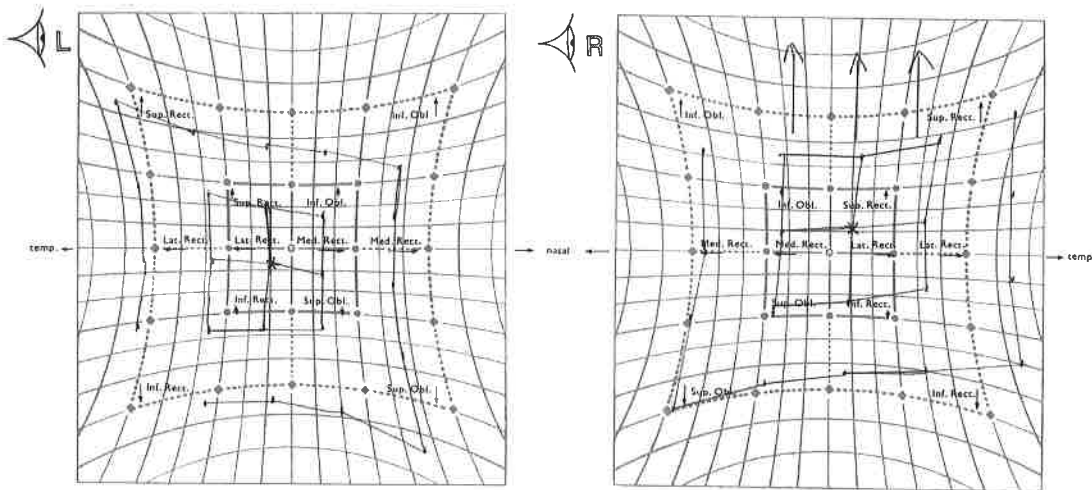 L
Sup. Rect.
Inf. Obl.
Sup. Rect.
Inf. Obl.
temp.
Lat. Rect.
Lat. Rect.
Med. Rect.
Med. Rect.
Inf. Rect.
Sup. Obl.
Inf. Rect.
Sup. Obl.
R
Inf. Obl.
Sup. Rect.
Inf. Obl.
Sup. Rect.
nasal
Med. Rect.
Med. Rect.
Lat. Rect.
Lat. Rect.
temp
Sup. Obl.
Inf. Rect.
Sup. Obl.
Inf. Rect.